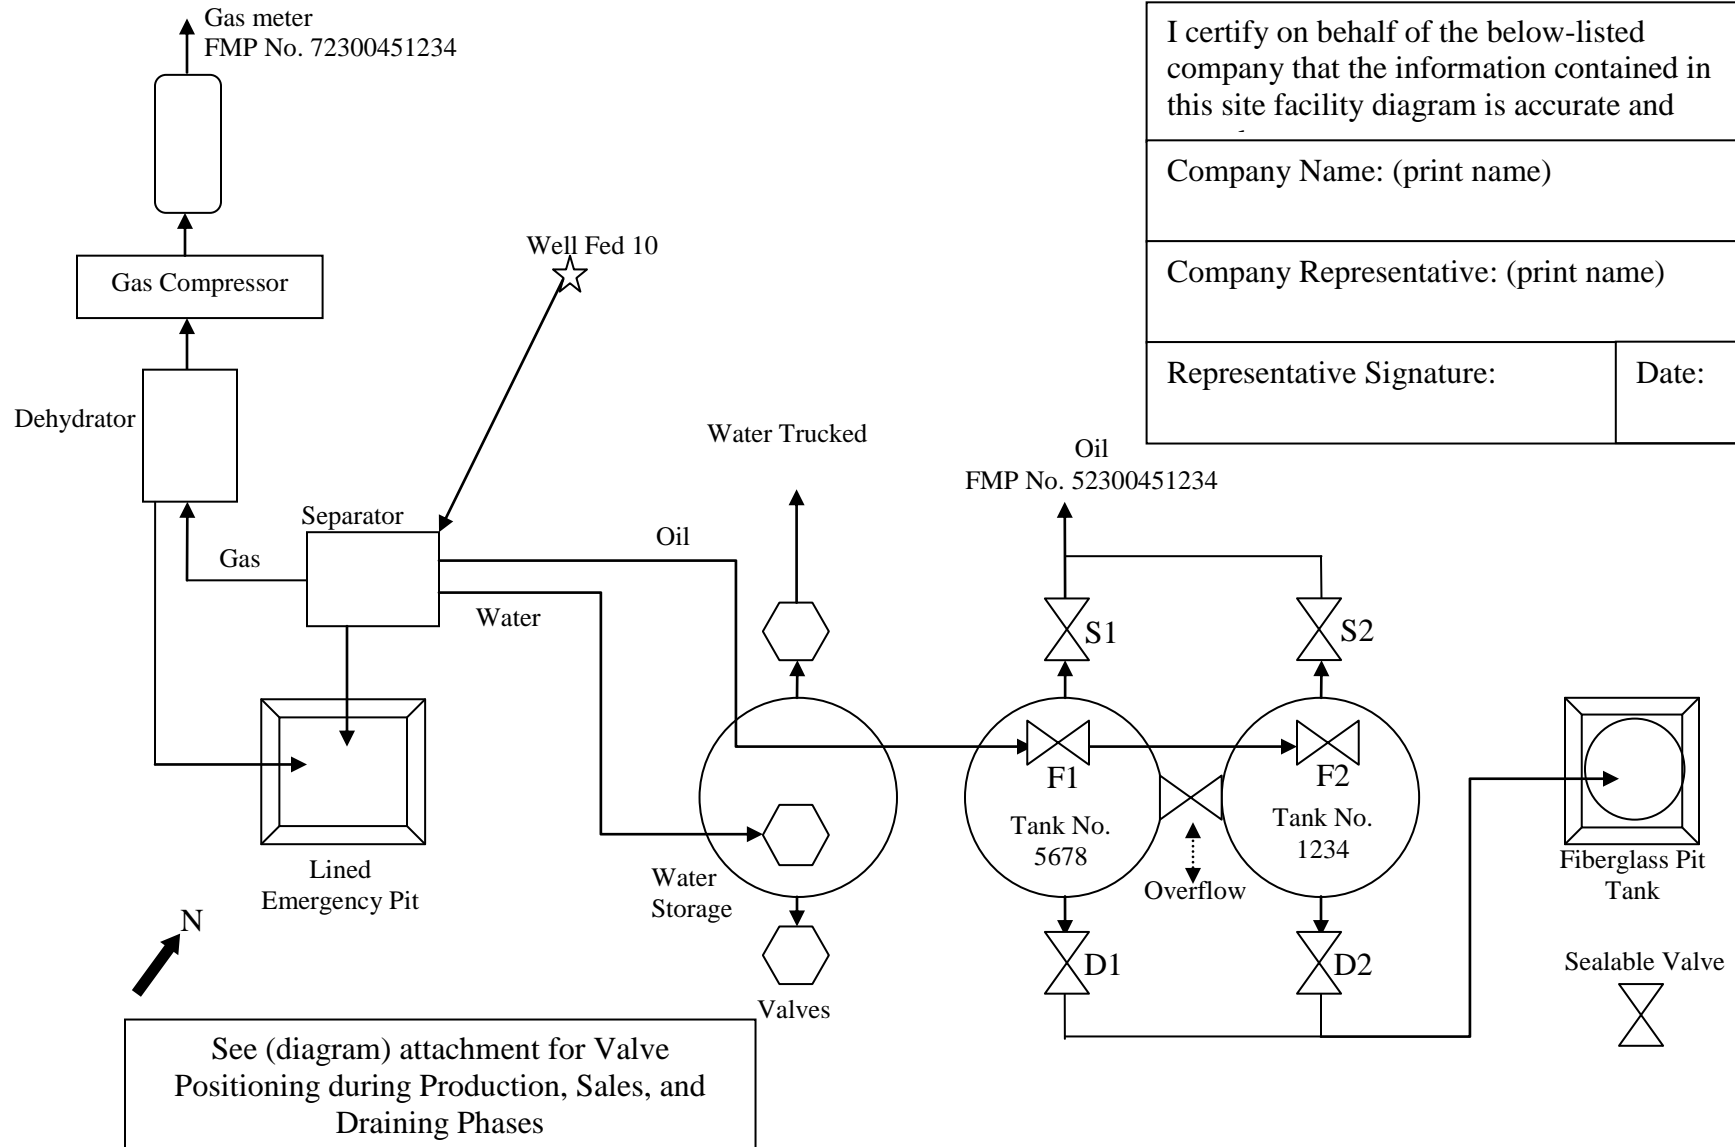 Gas meter
FMP No. 72300451234
I certify on behalf of the below-listed
company that the information contained in
this site facility diagram is accurate and
Company Name: (print name)
Company Representative: (print name)
Representative Signature:
Date:
Well Fed 10
Gas Compressor
Dehydrator
Water Trucked
Oil
FMP No. 52300451234
Separator
Gas
Oil
Water
S1
S2
F1
F2
Tank No.
5678
Tank No.
1234
Overflow
Water
Storage
Lined
Emergency Pit
Fiberglass Pit
Tank
N
D1
D2
Valves
Sealable Valve
See (diagram) attachment for Valve
Positioning during Production, Sales, and
Draining Phases